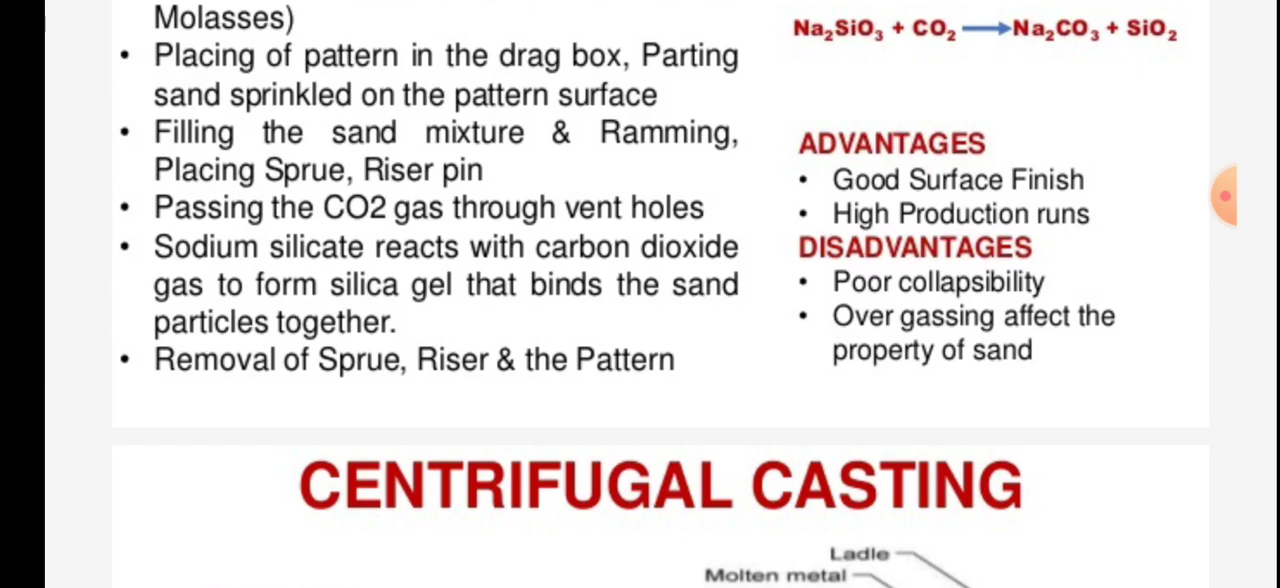 Molasses)
• Placing of pattern in the drag box, Parting
sand sprinkled on the pattern surface
• Filling the sand mixture & Ramming,
Placing Sprue, Riser pin
• Passing the CO2 gas through vent holes
• Sodium silicate reacts with carbon dioxide
gas to form silica gel that binds the sand
particles together.
• Removal of Sprue, Riser & the Pattern
Na₂SiO₃ + CO₂ → Na₂CO₃ + SiO₂
ADVANTAGES
• Good Surface Finish
• High Production runs
DISADVANTAGES
• Poor collapsibility
• Over gassing affect the
property of sand
CENTRIFUGAL CASTING
Ladle
Molten metal